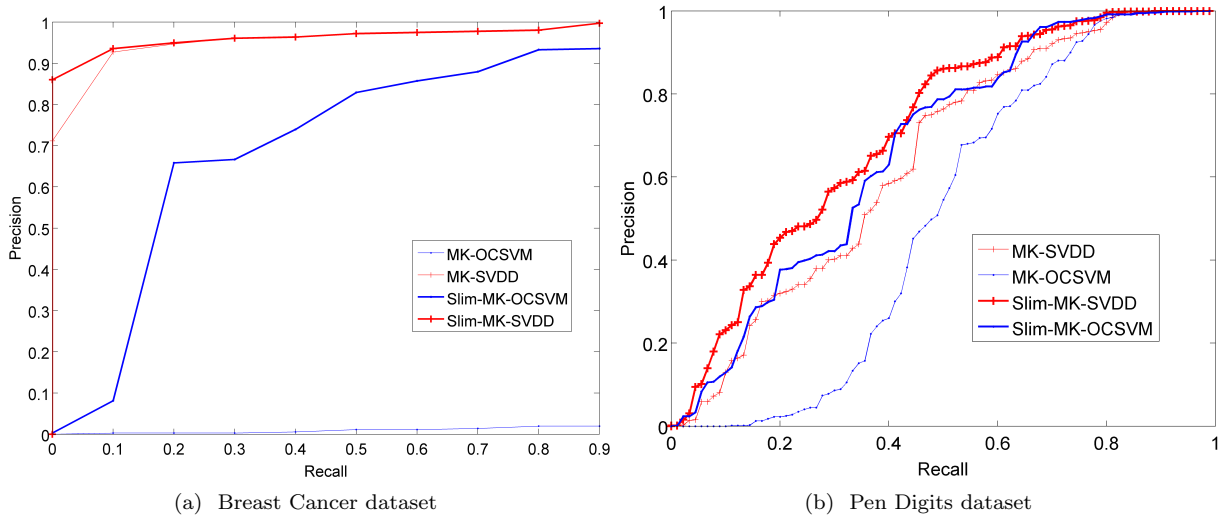 1
0.9
0.8
0.7
0.6
0.5
0.4
0.3
0.2
0.1
0
Precision
0 0.1 0.2 0.3 0.4 0.5 0.6 0.7 0.8 0.9
Recall
MK-OCSVM
MK-SVDD
Slim-MK-OCSVM
Slim-MK-SVDD
(a) Breast Cancer dataset
1
0.8
0.6
0.4
0.2
0
Precision
0 0.2 0.4 0.6 0.8 1
Recall
MK-SVDD
MK-OCSVM
Slim-MK-SVDD
Slim-MK-OCSVM
(b) Pen Digits dataset